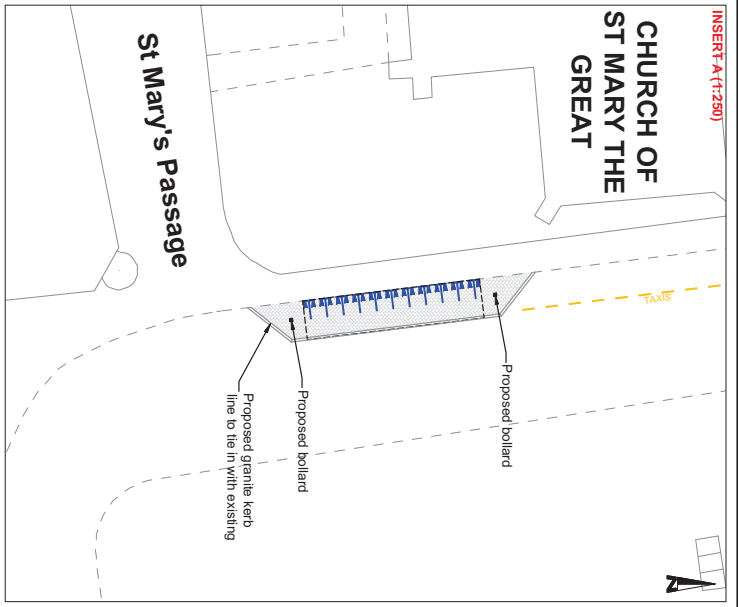 INSERT A (1:250)
CHURCH OF
ST MARY THE
GREAT
St Mary's Passage
TAXIS
Proposed bollard
Proposed bollard
Proposed granite kerb
line to tie in with existing
N